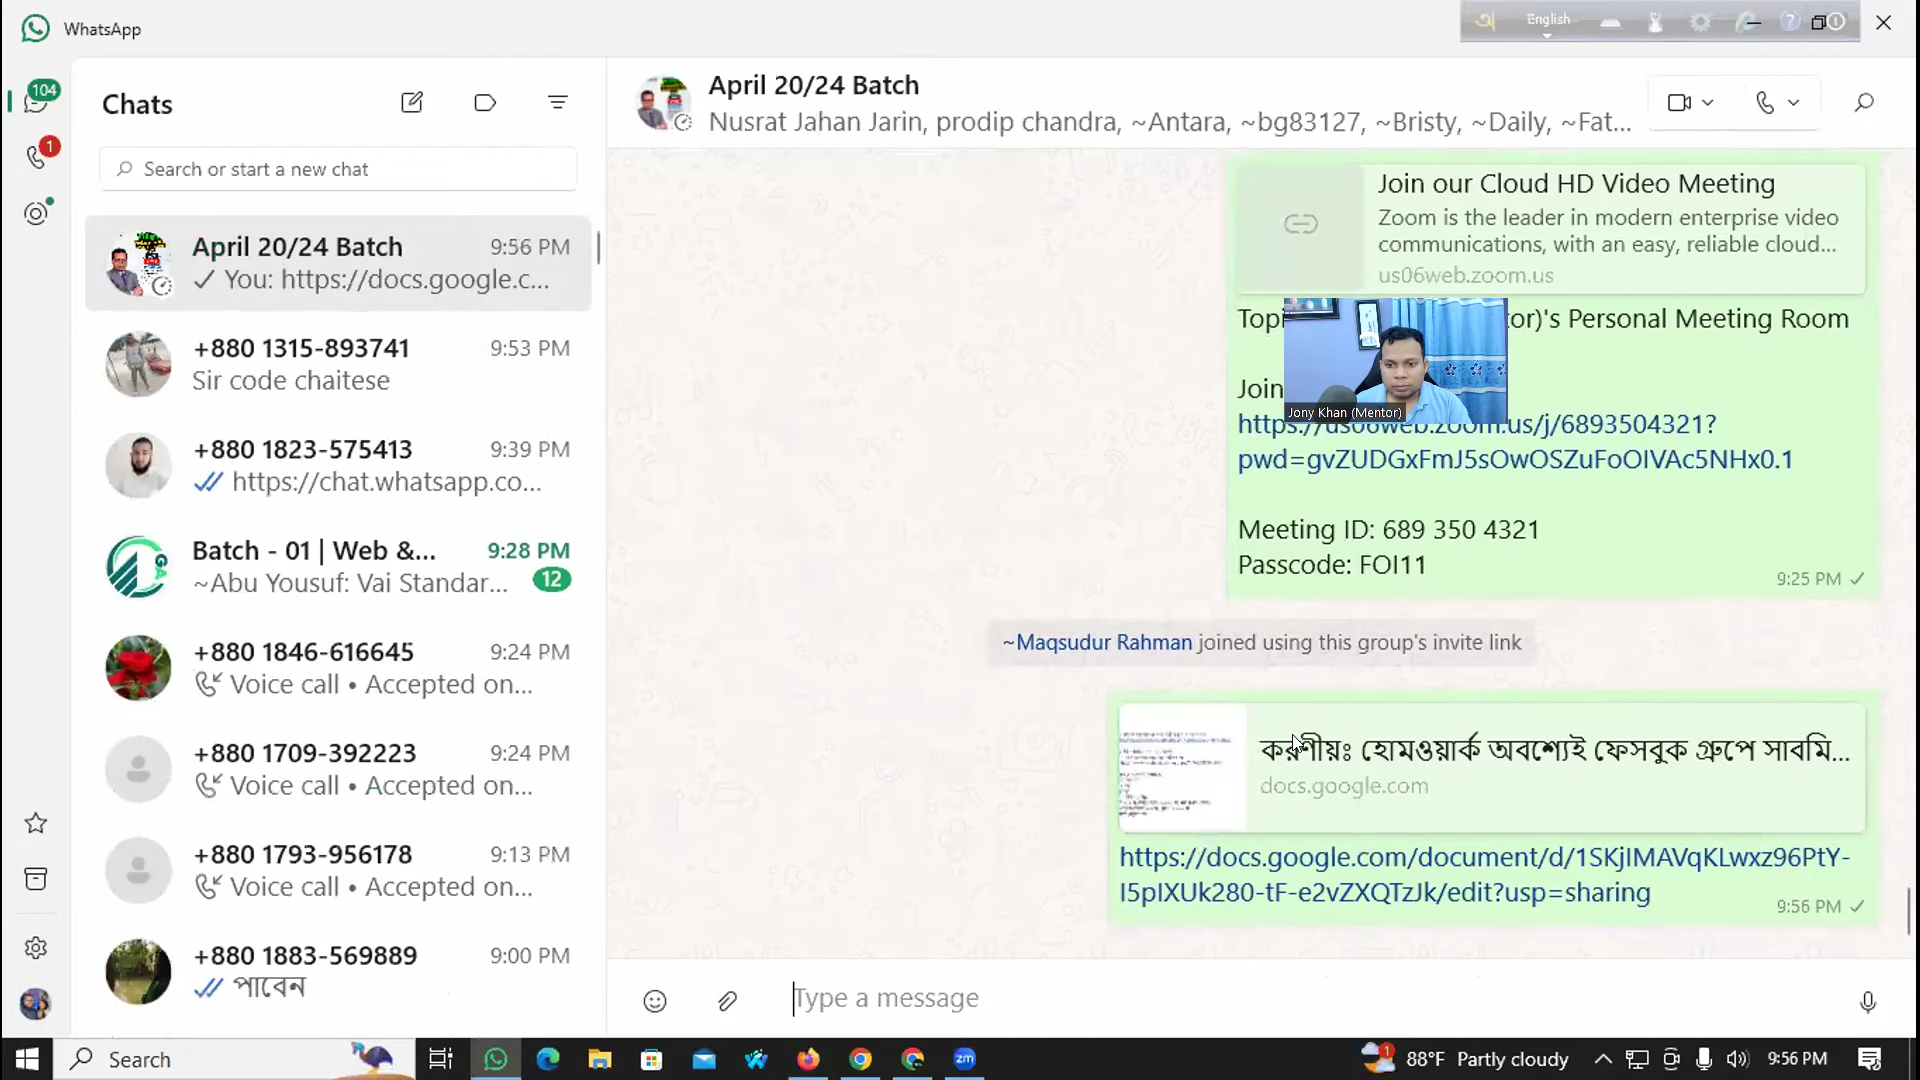 WhatsApp
English
104
Chats
1
Search or start a new chat
April 20/24 Batch
9:56 PM
You: https://docs.google.c...
+880 1315-893741
9:53 PM
Sir code chaitese
+880 1823-575413
9:39 PM
https://chat.whatsapp.co...
Batch - 01 | Web &...
9:28 PM
~Abu Yousuf: Vai Standar...
12
+880 1846-616645
9:24 PM
Voice call • Accepted on...
+880 1709-392223
9:24 PM
Voice call • Accepted on...
+880 1793-956178
9:13 PM
Voice call • Accepted on...
+880 1883-569889
9:00 PM
পাবেন
April 20/24 Batch
Nusrat Jahan Jarin, prodip chandra, ~Antara, ~bg83127, ~Bristy, ~Daily, ~Fat...
Join our Cloud HD Video Meeting
Zoom is the leader in modern enterprise video
communications, with an easy, reliable cloud...
us06web.zoom.us
Topi
or)'s Personal Meeting Room
Join
Jony Khan (Mentor)
https://us06web.zoom.us/j/6893504321?
pwd=gvZUDGxFmJ5sOwOSZuFoOIVAc5NHx0.1
Meeting ID: 689 350 4321
Passcode: FOI11
9:25 PM
~Maqsudur Rahman joined using this group's invite link
করণীয়ঃ হোমওয়ার্ক অবশ্যেই ফেসবুক গ্রুপে সাবমি...
docs.google.com
https://docs.google.com/document/d/1SKjIMAVqKLwxz96PtY-
I5pIXUk280-tF-e2vZXQTzJk/edit?usp=sharing
9:56 PM
Type a message
Search
zm
1
88°F Partly cloudy
9:56 PM